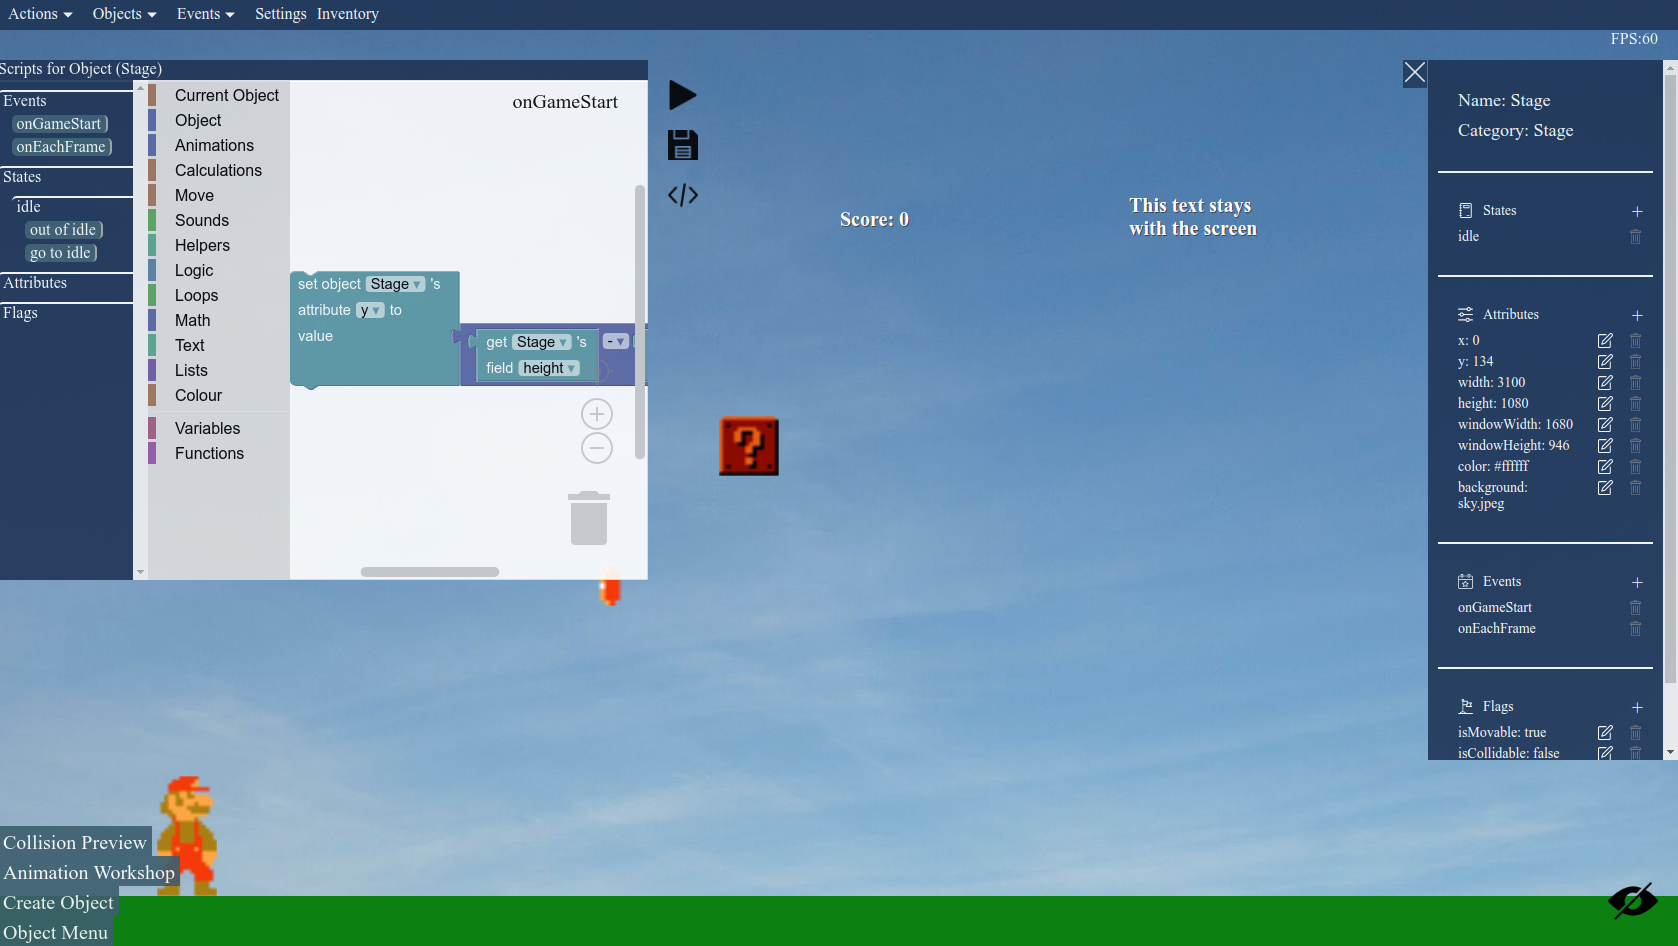 Actions Objects Events Settings Inventory
FPS:60
Scripts for Object (Stage)
Events
onGameStart
onEachFrame
States
idle
out of idle
go to idle
Attributes
Flags
Current Object
Object
Animations
Calculations
Move
Sounds
Helpers
Logic
Loops
Math
Text
Lists
Colour
Variables
Functions
onGameStart
set object Stage 's
attribute y to
value
get Stage 's -
field height
Score: 0
This text stays
with the screen
?
Name: Stage
Category: Stage
States
idle
Attributes
x: 0
y: 134
width: 3100
height: 1080
windowWidth: 1680
windowHeight: 946
color: #ffffff
background:
sky.jpeg
Events
onGameStart
onEachFrame
Flags
isMovable: true
isCollidable: false
Collision Preview
Animation Workshop
Create Object
Object Menu